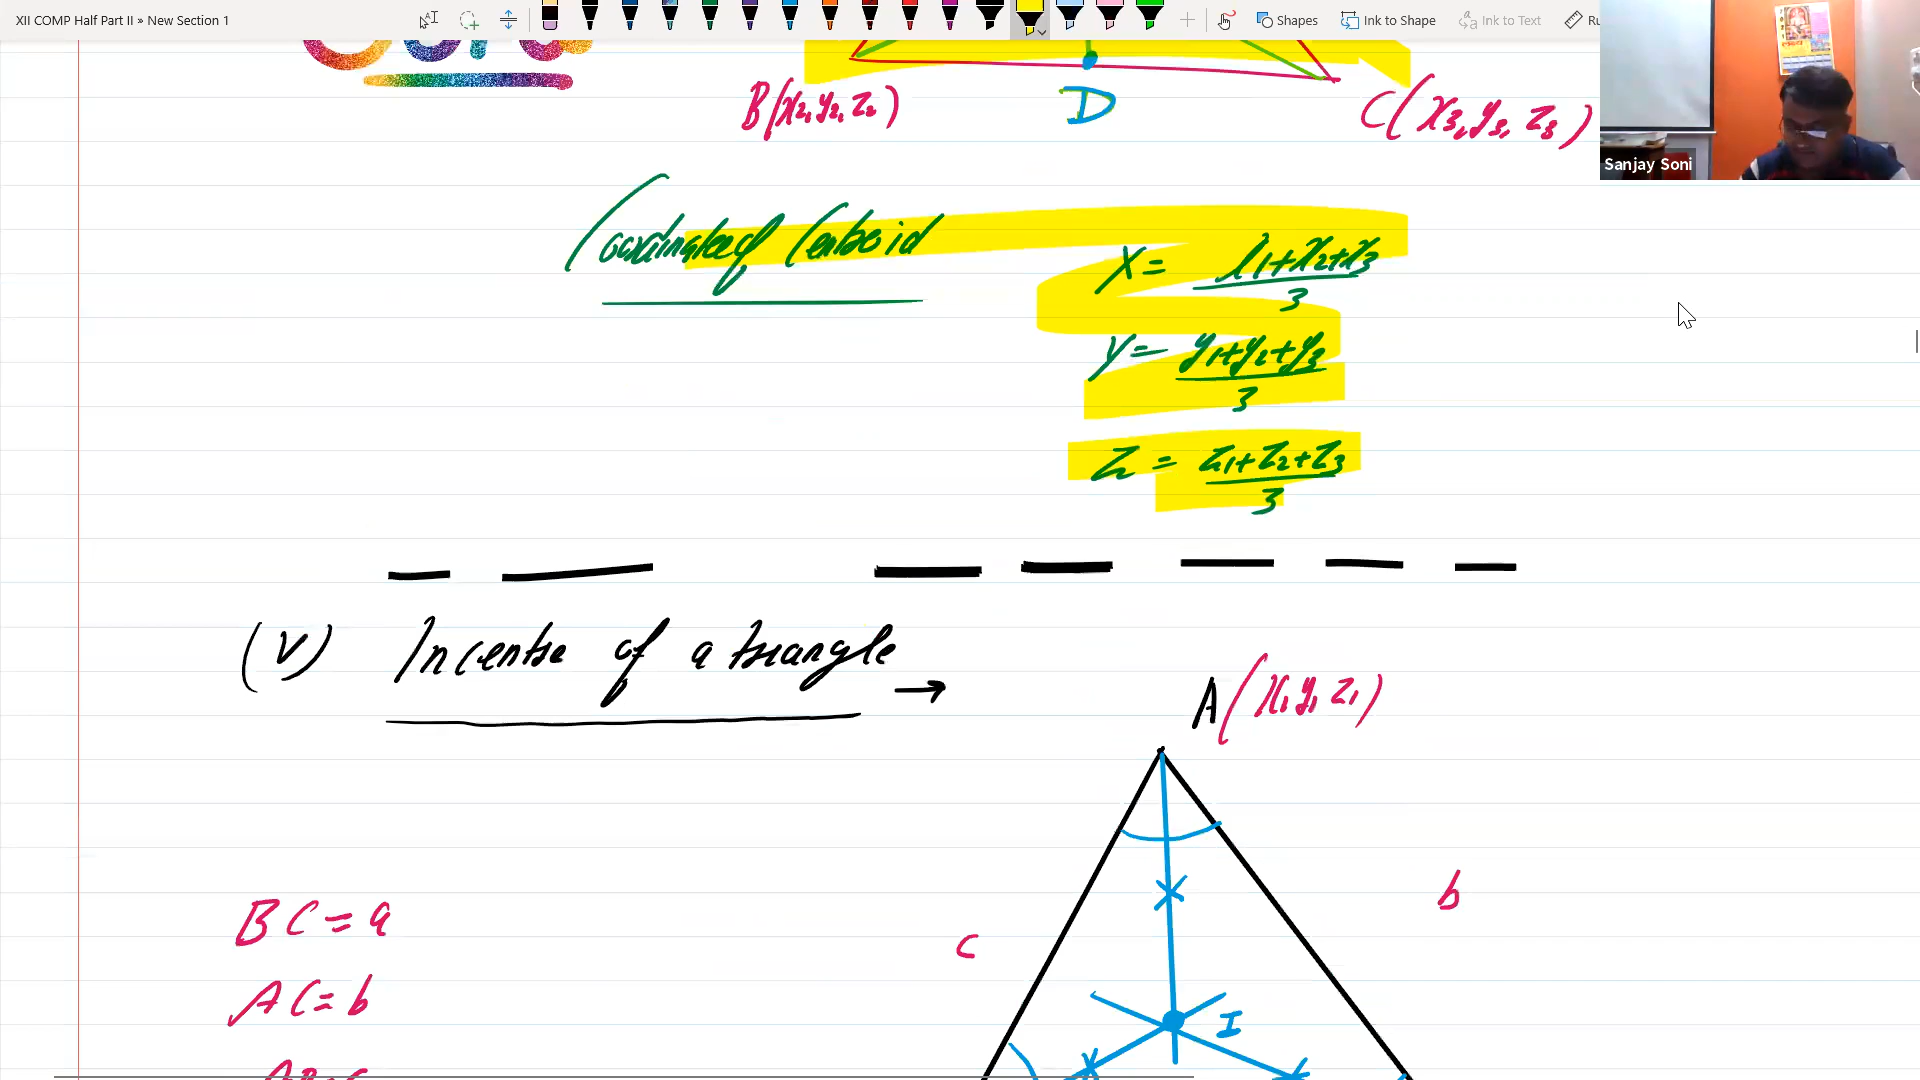 XII COMP Half Part II » New Section 1
Shapes
Ink to Shape
Ink to Text
Ru
Sanjay Soni
B(x2, y2, z2)
D
C(x3, y3, z3)
Coordinate of Centroid
X = x1+x2+x3 / 3
Y = y1+y2+y3 / 3
Z = z1+z2+z3 / 3
(V) Incentre of a triangle →
A(x1 y1 z1)
b
BC = a
c
AC = b
I
AB = c